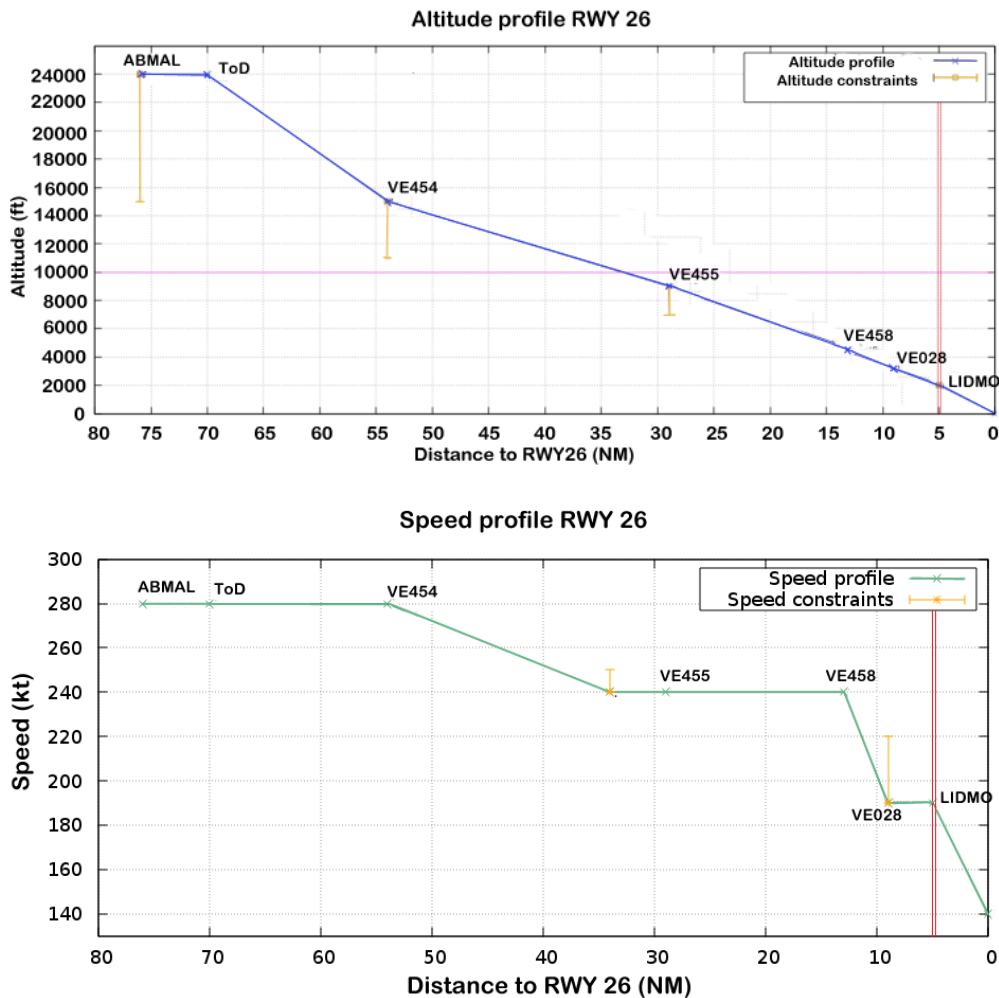 Altitude profile RWY 26
ABMAL
ToD
Altitude profile
Altitude constraints
24000
22000
20000
18000
16000
14000
12000
10000
8000
6000
4000
2000
0
Altitude (ft)
VE454
VE455
VE458
VE028
LIDMO
80 75 70 65 60 55 50 45 40 35 30 25 20 15 10 5 0
Distance to RWY26 (NM)
Speed profile RWY 26
300
280
260
240
220
200
180
160
140
Speed (kt)
ABMAL ToD
VE454
Speed profile
Speed constraints
VE455
VE458
LIDMO
VE028
80 70 60 50 40 30 20 10 0
Distance to RWY 26 (NM)